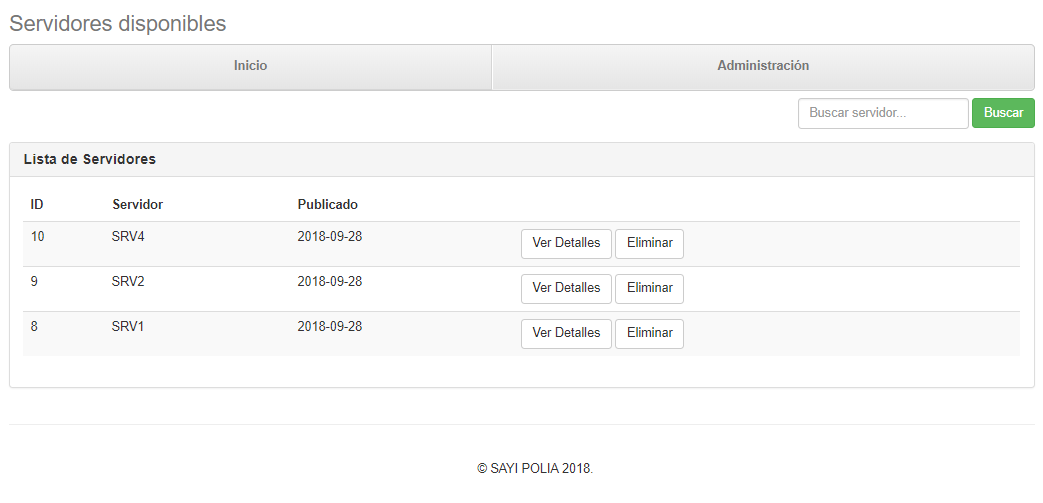 Servidores disponibles
Inicio Administración
Buscar servidor... Buscar
Lista de Servidores
ID Servidor Publicado
10 SRV4 2018-09-28 Ver Detalles Eliminar
9 SRV2 2018-09-28 Ver Detalles Eliminar
8 SRV1 2018-09-28 Ver Detalles Eliminar
© SAYI POLIA 2018.